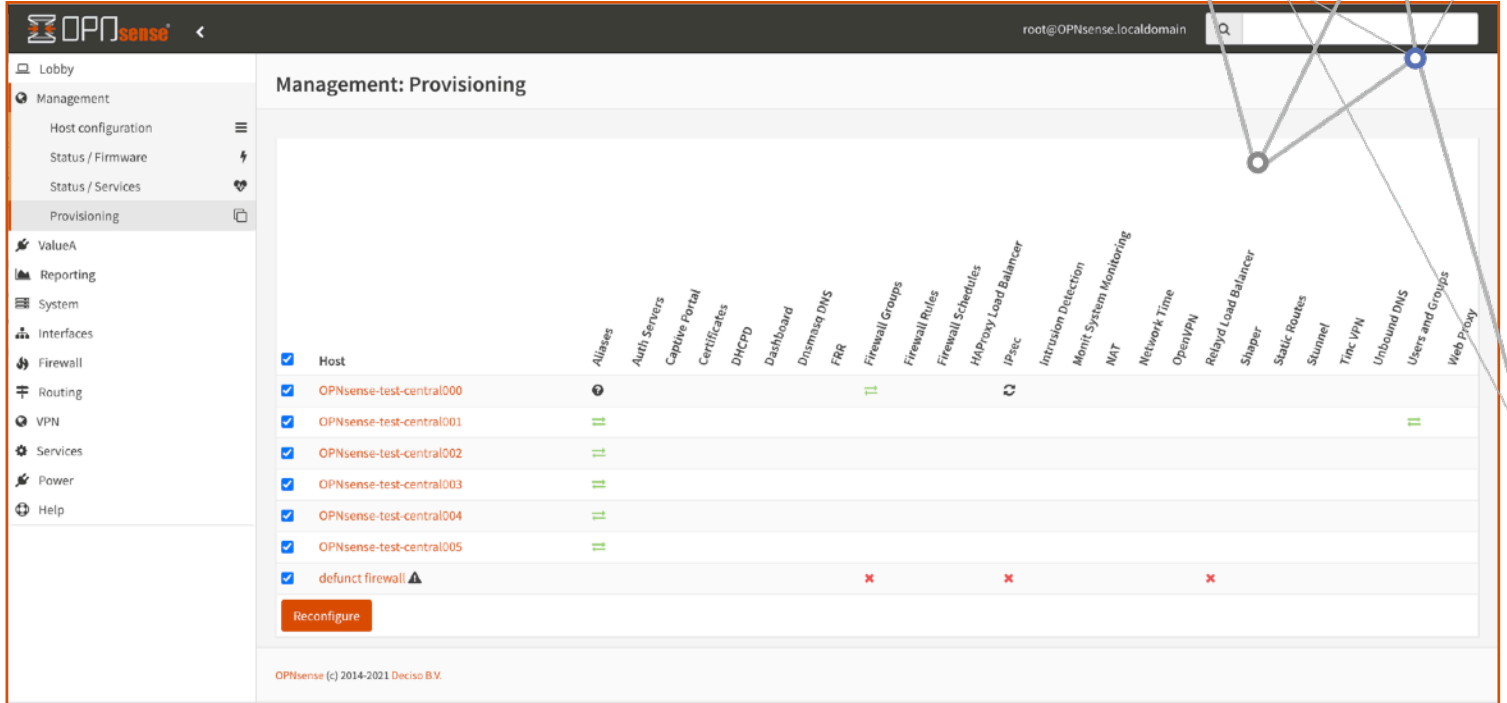 OPNsense
root@OPNsense.localdomain
Lobby
Management
Host configuration
Status / Firmware
Status / Services
Provisioning
ValueA
Reporting
System
Interfaces
Firewall
Routing
VPN
Services
Power
Help
Management: Provisioning
Host
Aliases
Auth Servers
Captive Portal
Certificates
DHCPD
Dashboard
Dnsmasq DNS
FRR
Firewall Groups
Firewall Rules
Firewall Schedules
HAProxy Load Balancer
IPsec
Intrusion Detection
Monit System Monitoring
NAT
Network Time
OpenVPN
Relayd Load Balancer
Shaper
Static Routes
Stunnel
Tinc VPN
Unbound DNS
Users and Groups
Web Proxy
OPNsense-test-central000
OPNsense-test-central001
OPNsense-test-central002
OPNsense-test-central003
OPNsense-test-central004
OPNsense-test-central005
defunct firewall
Reconfigure
OPNsense (c) 2014-2021 Deciso B.V.